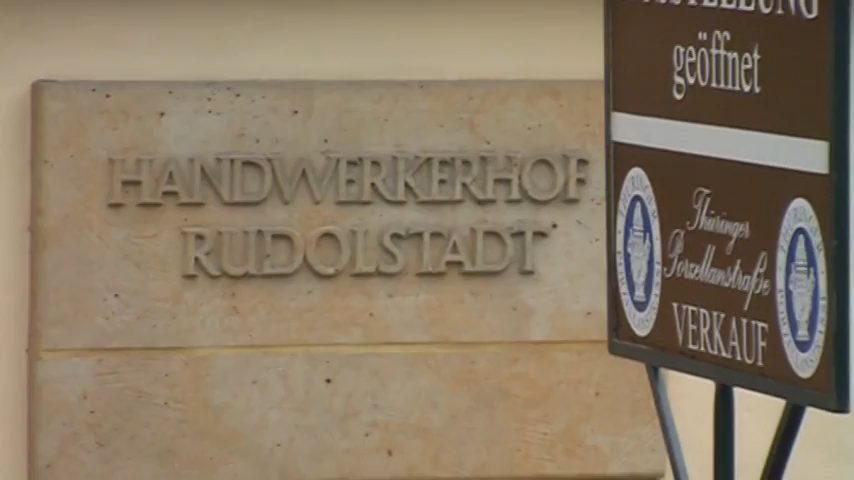 HANDWERKERHOF
RUDOLSTADT
geöffnet
Thüringer
Porzellanstraße
VERKAUF